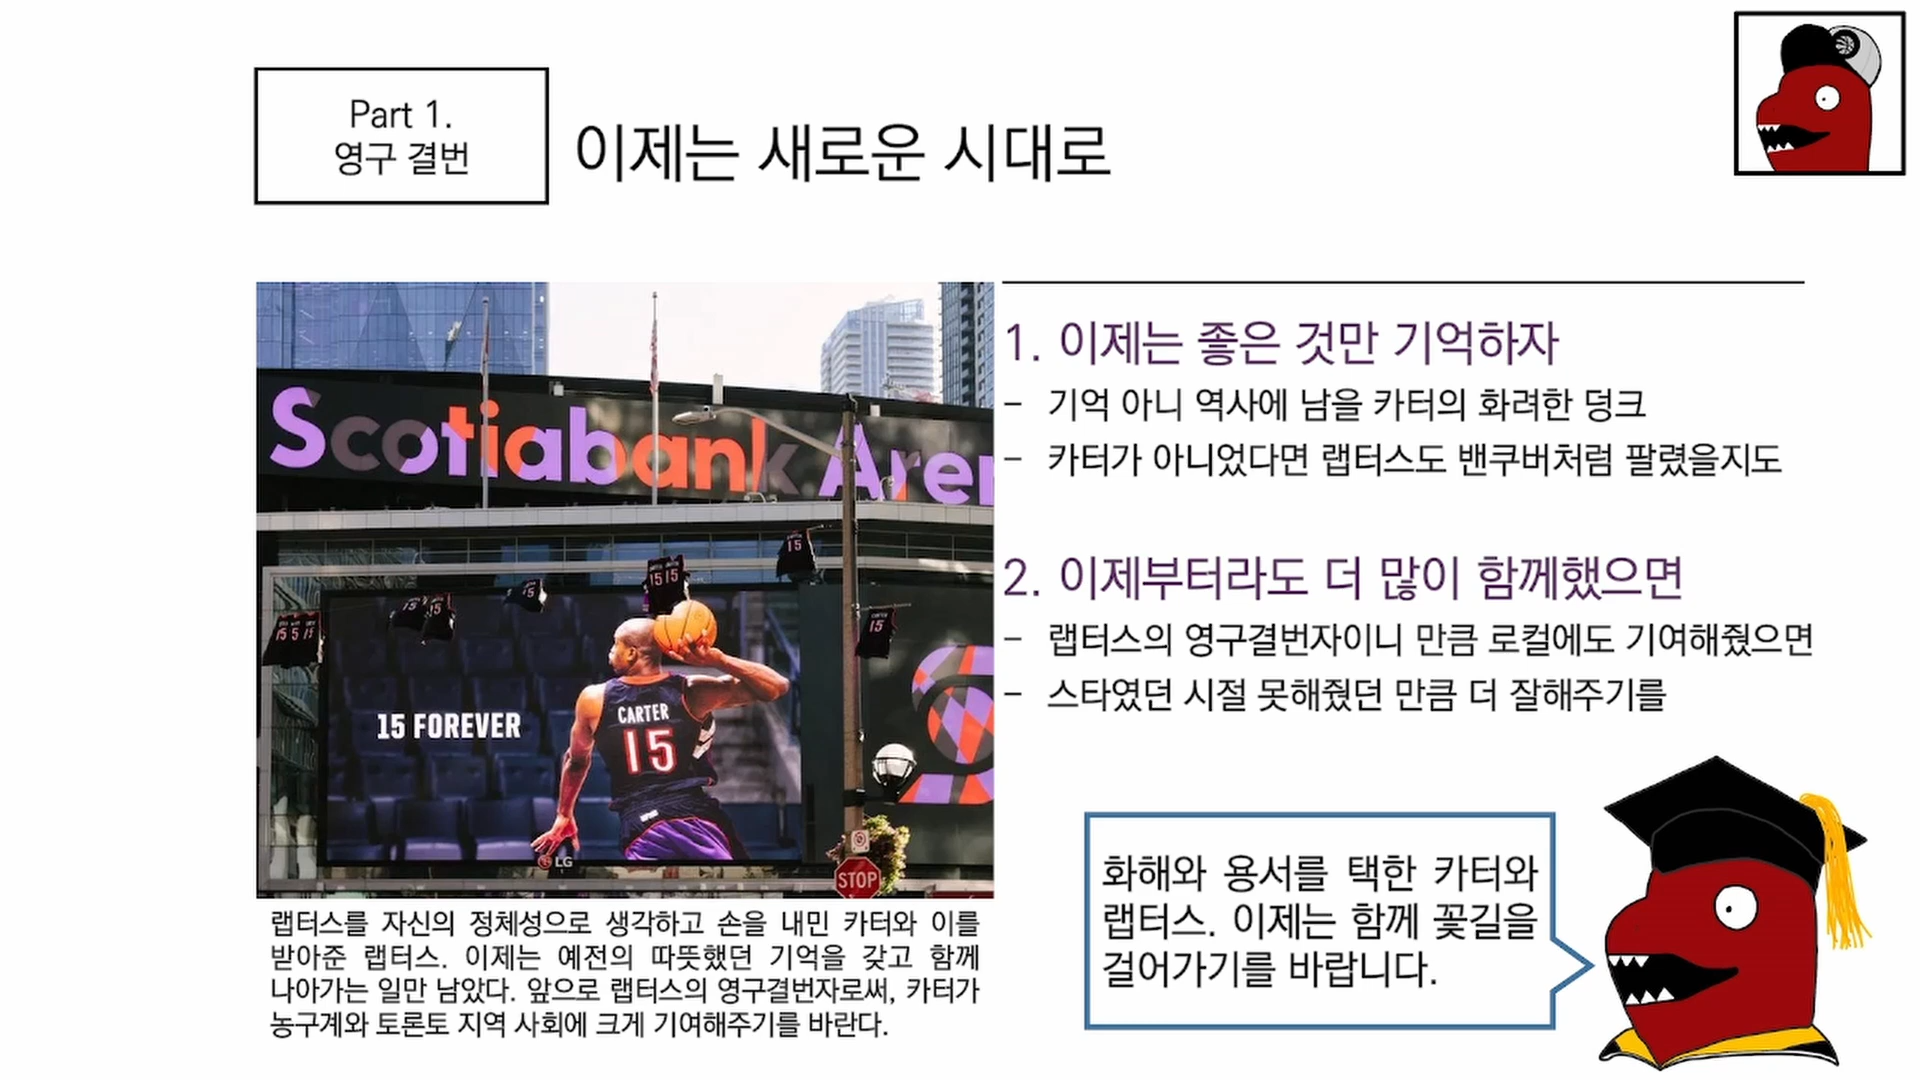 Part 1.
영구 결번
이제는 새로운 시대로
Scotiabank Aren
15
15 15
15
15
15
15 5 15
15
15 FOREVER
CARTER
15
LG
STOP
랩터스를 자신의 정체성으로 생각하고 손을 내민 카터와 이를
받아준 랩터스. 이제는 예전의 따뜻했던 기억을 갖고 함께
나아가는 일만 남았다. 앞으로 랩터스의 영구결번자로써, 카터가
농구계와 토론토 지역 사회에 크게 기여해주기를 바란다.
1. 이제는 좋은 것만 기억하자
- 기억 아니 역사에 남을 카터의 화려한 덩크
- 카터가 아니었다면 랩터스도 밴쿠버처럼 팔렸을지도
2. 이제부터라도 더 많이 함께했으면
- 랩터스의 영구결번자이니 만큼 로컬에도 기여해줬으면
- 스타였던 시절 못해줬던 만큼 더 잘해주기를
화해와 용서를 택한 카터와
랩터스. 이제는 함께 꽃길을
걸어가기를 바랍니다.